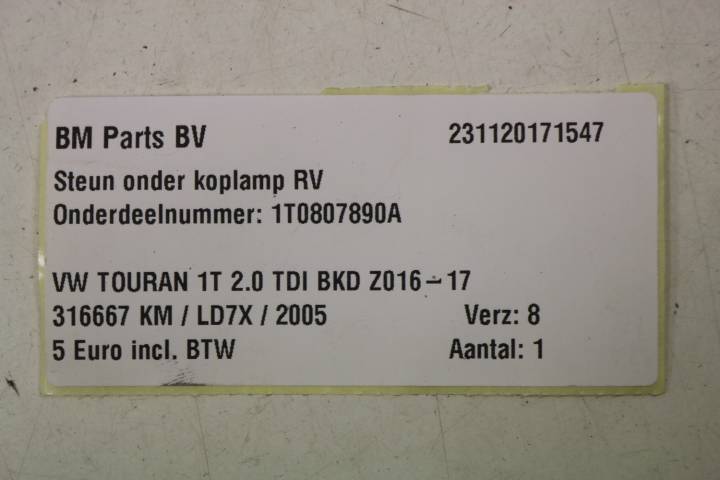 BM Parts BV 231120171547
Steun onder koplamp RV
Onderdeelnummer: 1T0807890A
VW TOURAN 1T 2.0 TDI BKD Z016-17
316667 KM / LD7X / 2005 Verz: 8
5 Euro incl. BTW Aantal: 1